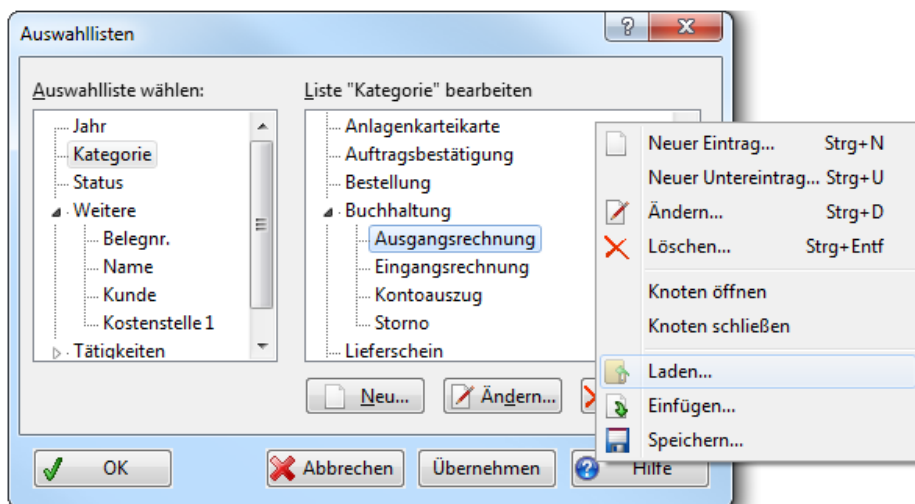 Auswahllisten
Auswahlliste wählen:
Jahr
Kategorie
Status
Weitere
Belegnr.
Name
Kunde
Kostenstelle 1
Tätigkeiten
Liste "Kategorie" bearbeiten
Anlagenkarteikarte
Auftragsbestätigung
Bestellung
Buchhaltung
Ausgangsrechnung
Eingangsrechnung
Kontoauszug
Storno
Lieferschein
Neu...
Ändern...
Neuer Eintrag... Strg+N
Neuer Untereintrag... Strg+U
Ändern... Strg+D
Löschen... Strg+Entf
Knoten öffnen
Knoten schließen
Laden...
Einfügen...
Speichern...
OK
Abbrechen
Übernehmen
Hilfe